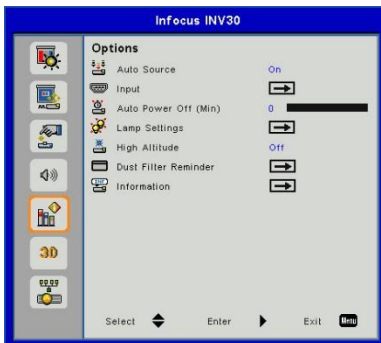 Infocus INV30
Options
Auto Source On
Input
Auto Power Off (Min) 0
Lamp Settings
High Altitude Off
Dust Filter Reminder
Information
3D
Select Enter Exit Menu